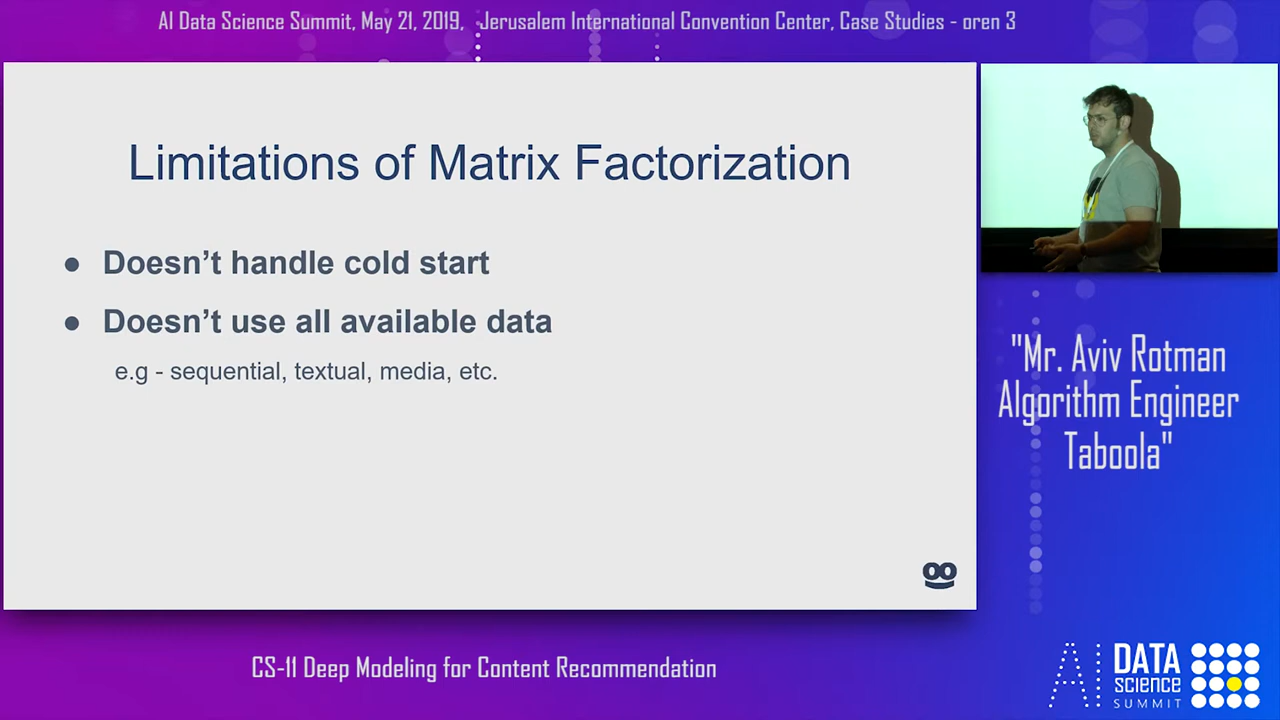 AI Data Science Summit, May 21, 2019, Jerusalem International Convention Center, Case Studies - oren 3
Limitations of Matrix Factorization
● Doesn’t handle cold start
● Doesn’t use all available data
e.g - sequential, textual, media, etc.
"Mr. Aviv Rotman
Algorithm Engineer
Taboola"
CS-11 Deep Modeling for Content Recommendation
AI DATA
SCIENCE
SUMMIT